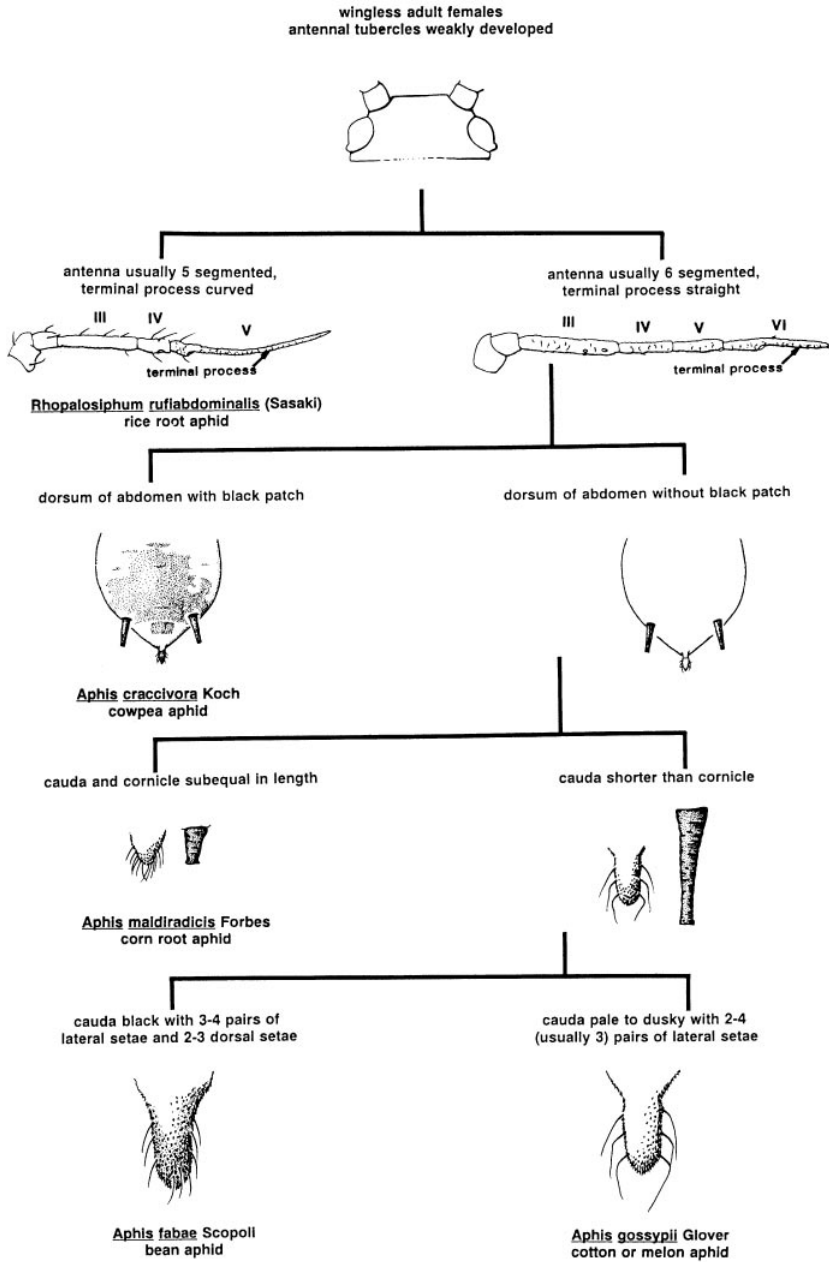 wingless adult females
antennal tubercles weakly developed
antenna usually 5 segmented,
terminal process curved
antenna usually 6 segmented,
terminal process straight
III IV V
terminal process
III IV V VI
terminal process
Rhopalosiphum rufiabdominalis (Sasaki)
rice root aphid
dorsum of abdomen with black patch
dorsum of abdomen without black patch
Aphis craccivora Koch
cowpea aphid
cauda and cornicle subequal in length
cauda shorter than cornicle
Aphis maidiradicis Forbes
corn root aphid
cauda black with 3-4 pairs of
lateral setae and 2-3 dorsal setae
cauda pale to dusky with 2-4
(usually 3) pairs of lateral setae
Aphis fabae Scopoli
bean aphid
Aphis gossypii Glover
cotton or melon aphid